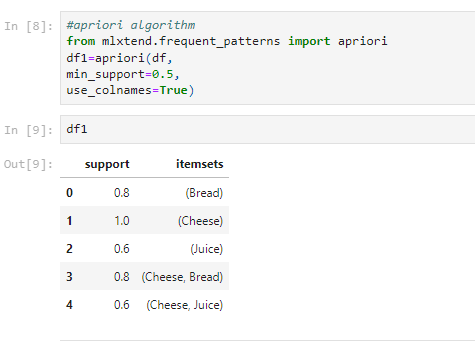 In [8]:
#apriori algorithm
from mlxtend.frequent_patterns import apriori
df1=apriori(df,
min_support=0.5,
use_colnames=True)
In [9]:
df1
Out[9]:
support itemsets
0 0.8 (Bread)
1 1.0 (Cheese)
2 0.6 (Juice)
3 0.8 (Cheese, Bread)
4 0.6 (Cheese, Juice)